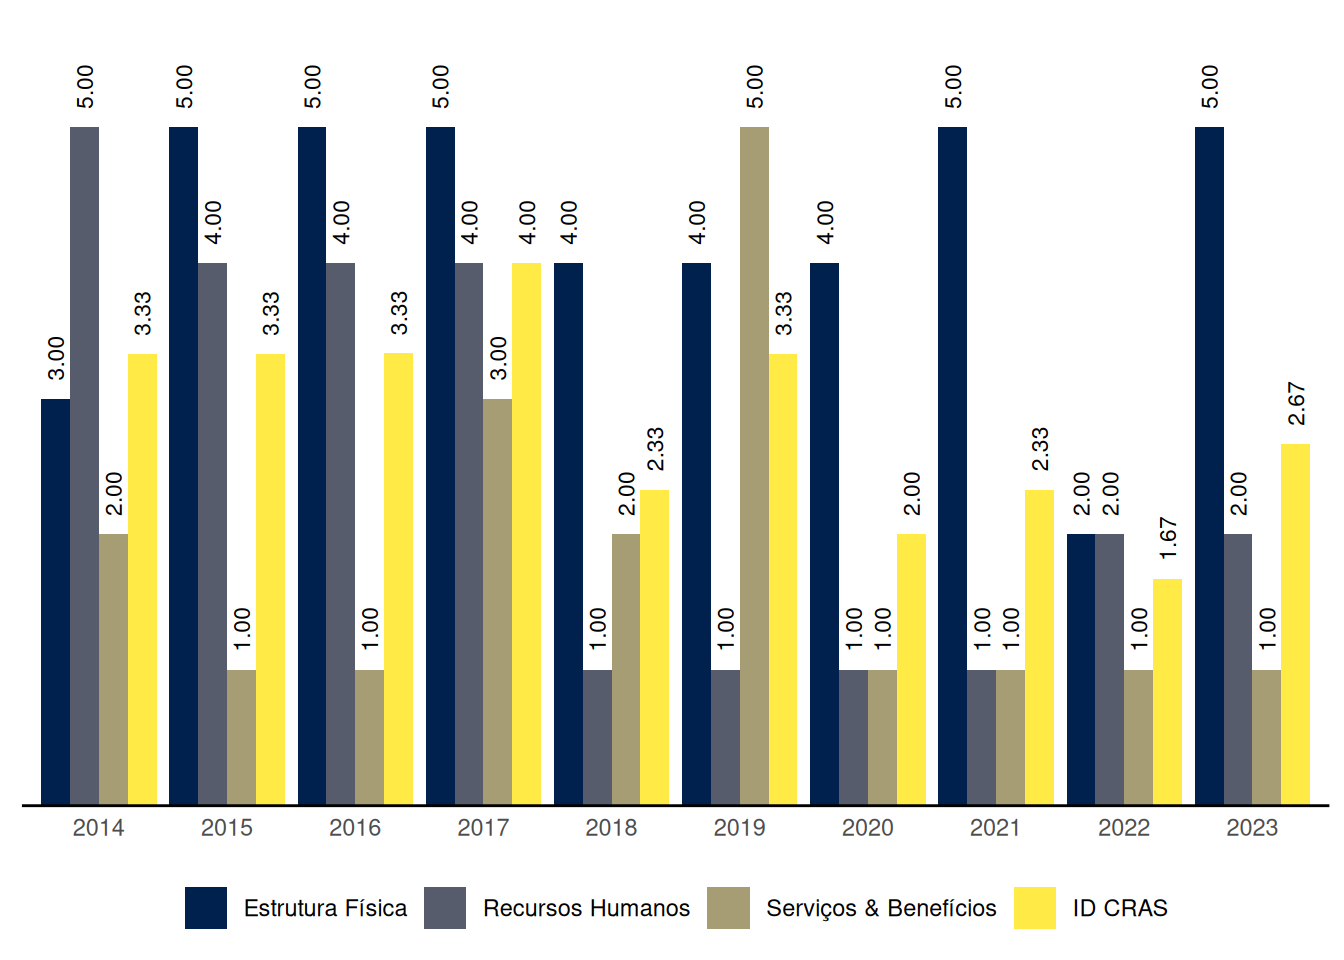 3.00 5.00 2.00 3.33
5.00 4.00 1.00 3.33
5.00 4.00 1.00 3.33
5.00 4.00 3.00 4.00
4.00 1.00 2.00 2.33
4.00 1.00 5.00 3.33
4.00 1.00 1.00 2.00
5.00 1.00 1.00 2.33
2.00 2.00 1.00 1.67
5.00 2.00 1.00 2.67
2014 2015 2016 2017 2018 2019 2020 2021 2022 2023
Estrutura Física Recursos Humanos Serviços & Benefícios ID CRAS